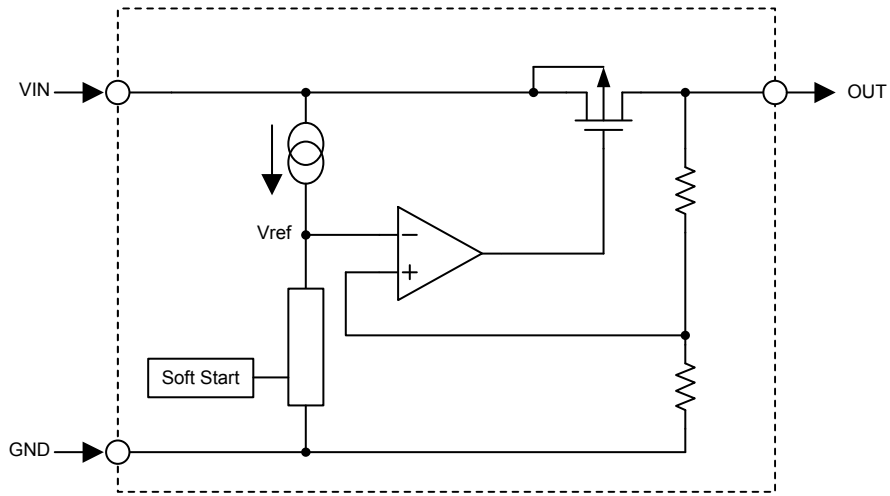 VIN
OUT
Vref
−
+
Soft Start
GND